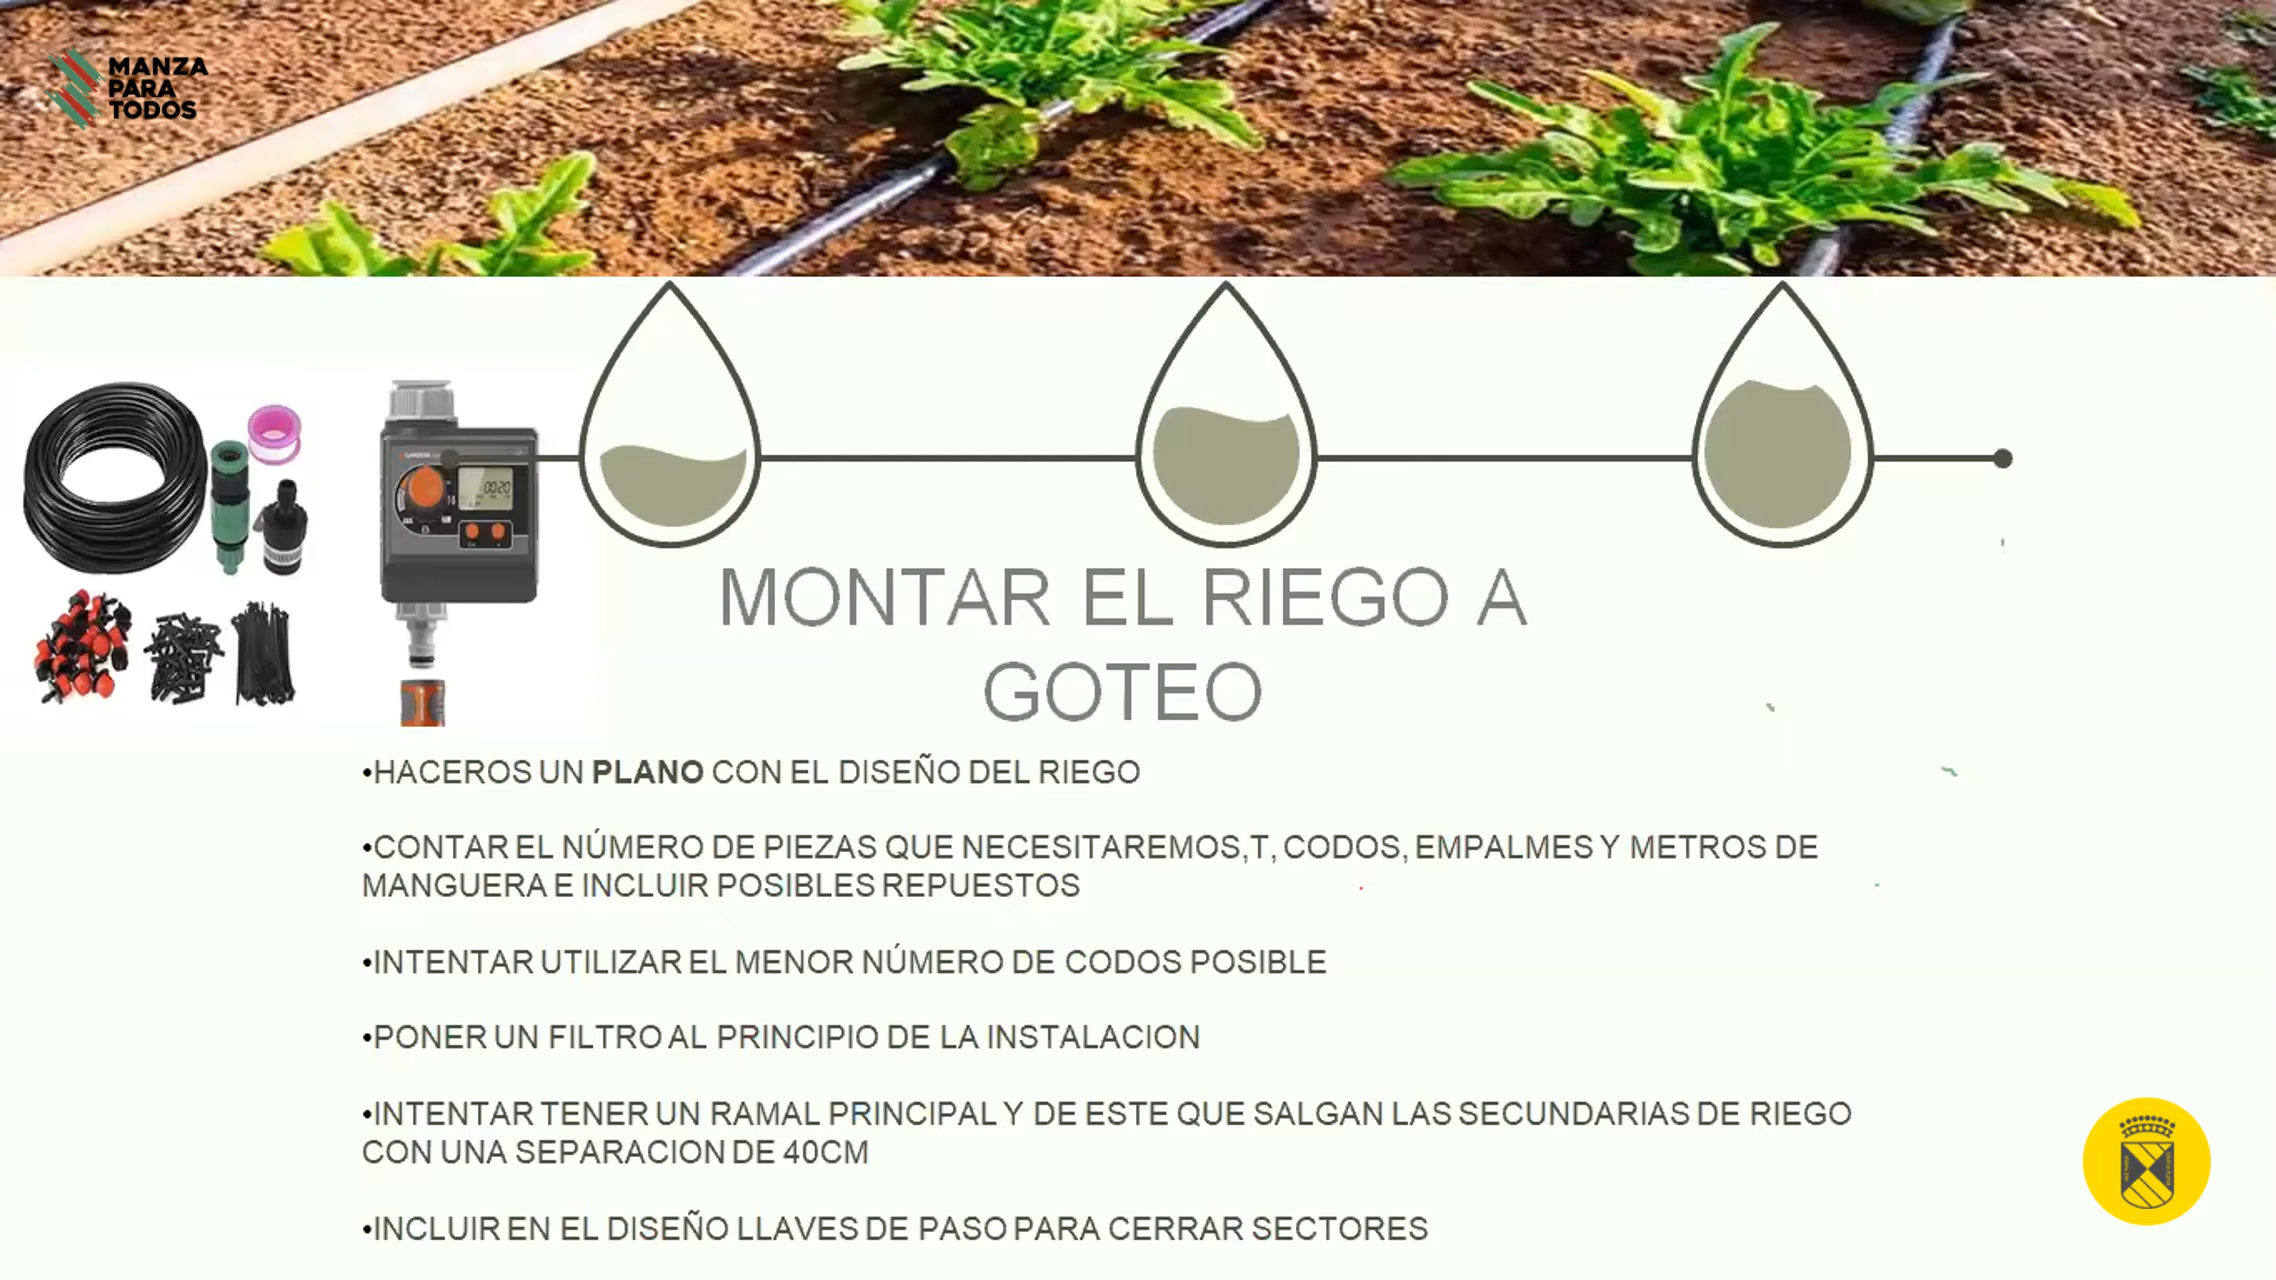 MANZA
PARA
TODOS
GARDENA
00:20
MONTAR EL RIEGO A
GOTEO
•HACEROS UN PLANO CON EL DISEÑO DEL RIEGO
•CONTAR EL NÚMERO DE PIEZAS QUE NECESITAREMOS,T, CODOS, EMPALMES Y METROS DE
MANGUERA E INCLUIR POSIBLES REPUESTOS
•INTENTAR UTILIZAR EL MENOR NÚMERO DE CODOS POSIBLE
•PONER UN FILTRO AL PRINCIPIO DE LA INSTALACION
•INTENTAR TENER UN RAMAL PRINCIPAL Y DE ESTE QUE SALGAN LAS SECUNDARIAS DE RIEGO
CON UNA SEPARACION DE 40CM
•INCLUIR EN EL DISEÑO LLAVES DE PASO PARA CERRAR SECTORES